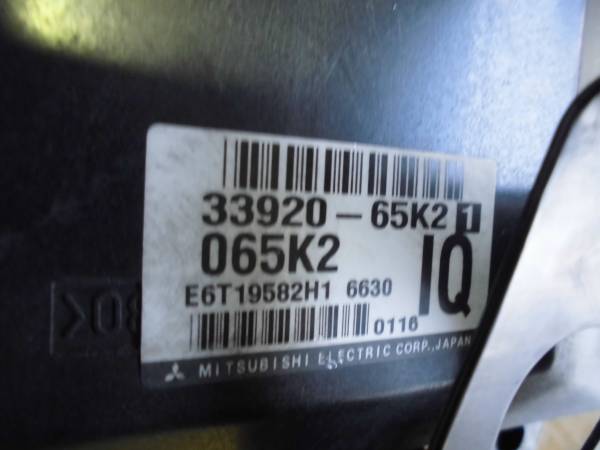 33920-65K2 1
065K2 IQ
E6T19582H1 6630
0116
MITSUBISHI ELECTRIC CORP., JAPAN